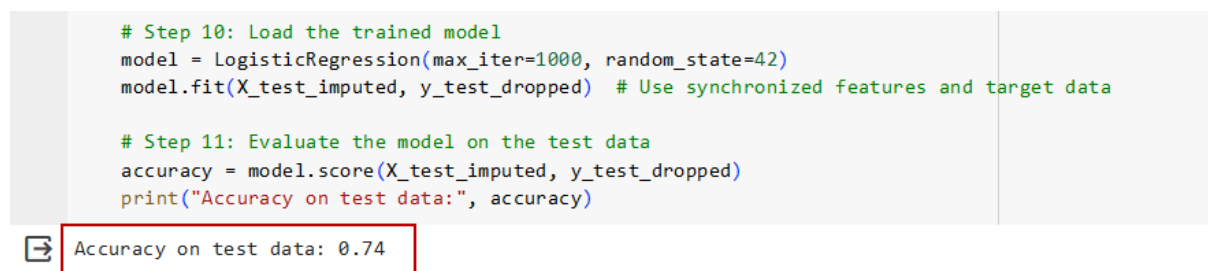 # Step 10: Load the trained model
model = LogisticRegression(max_iter=1000, random_state=42)
model.fit(X_test_imputed, y_test_dropped)  # Use synchronized features and target data
# Step 11: Evaluate the model on the test data
accuracy = model.score(X_test_imputed, y_test_dropped)
print("Accuracy on test data:", accuracy)
Accuracy on test data: 0.74